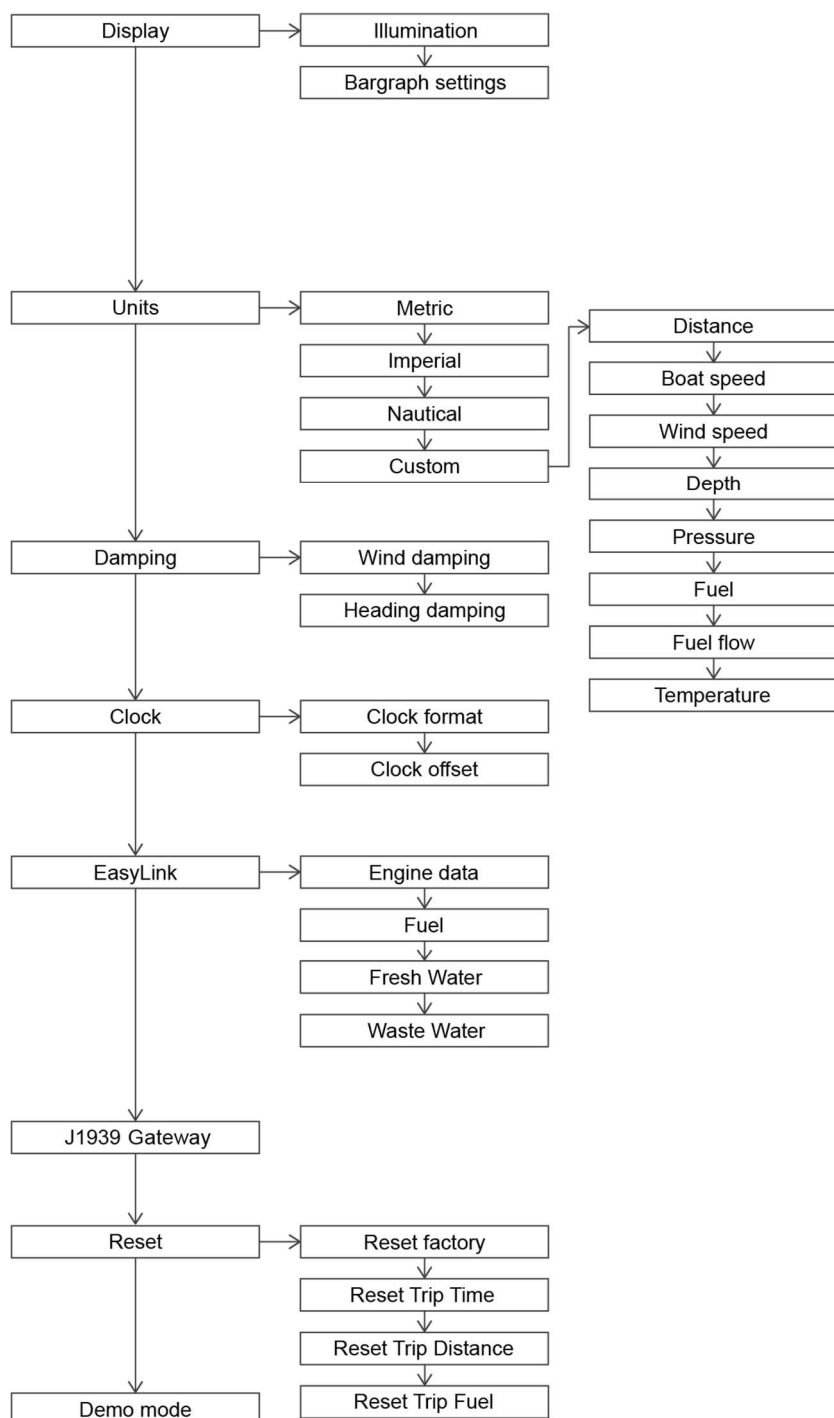 Display
Illumination
Bargraph settings
Units
Metric
Imperial
Nautical
Custom
Distance
Boat speed
Wind speed
Depth
Pressure
Fuel
Fuel flow
Temperature
Damping
Wind damping
Heading damping
Clock
Clock format
Clock offset
EasyLink
Engine data
Fuel
Fresh Water
Waste Water
J1939 Gateway
Reset
Reset factory
Reset Trip Time
Reset Trip Distance
Reset Trip Fuel
Demo mode